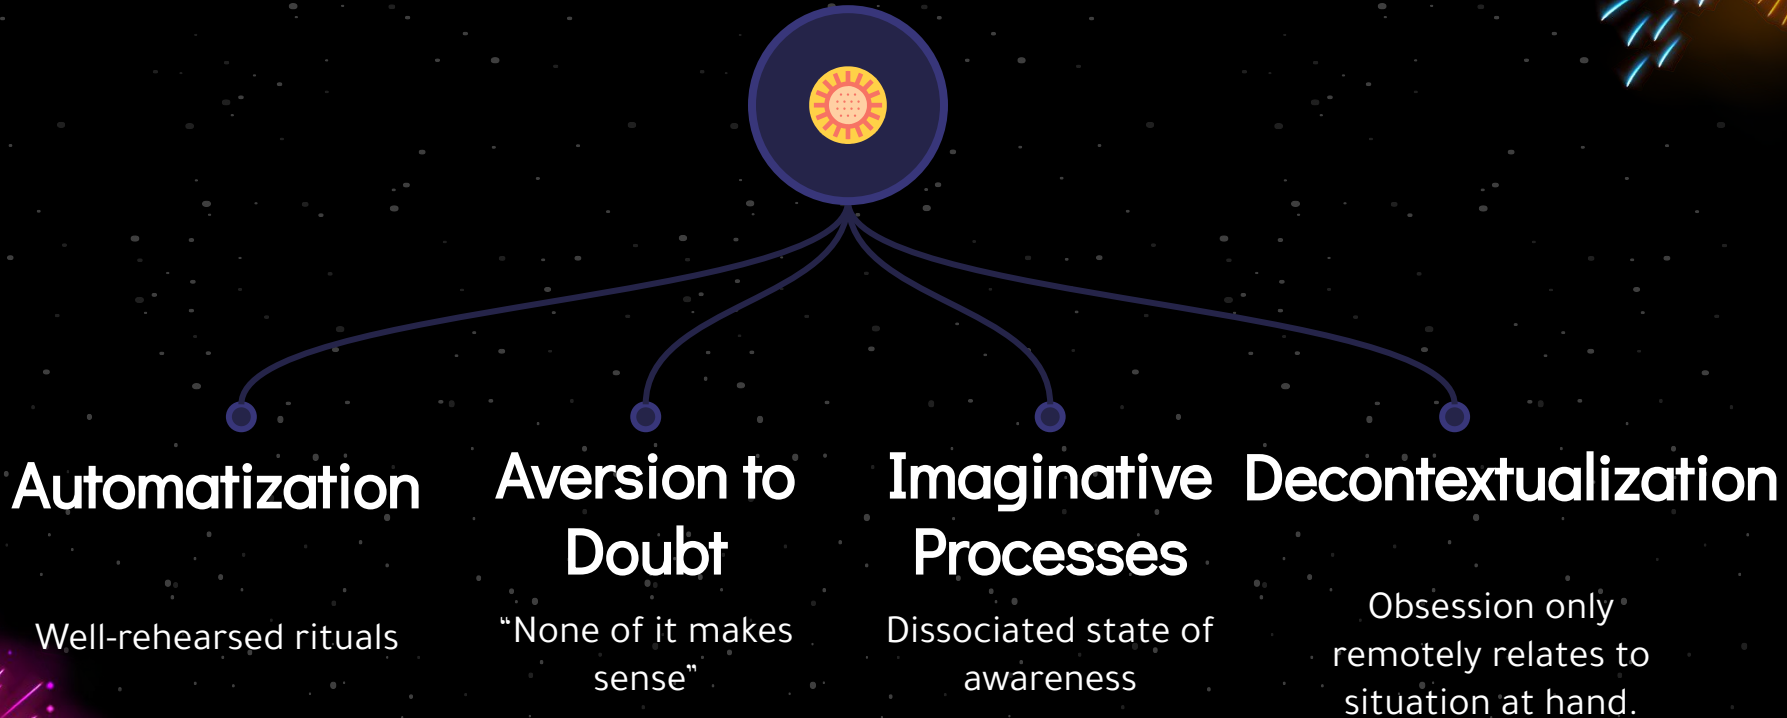 Automatization
Well-rehearsed rituals
Aversion to
Doubt
“None of it makes
sense”
Imaginative
Processes
Dissociated state of
awareness
Decontextualization
Obsession only
remotely relates to
situation at hand.